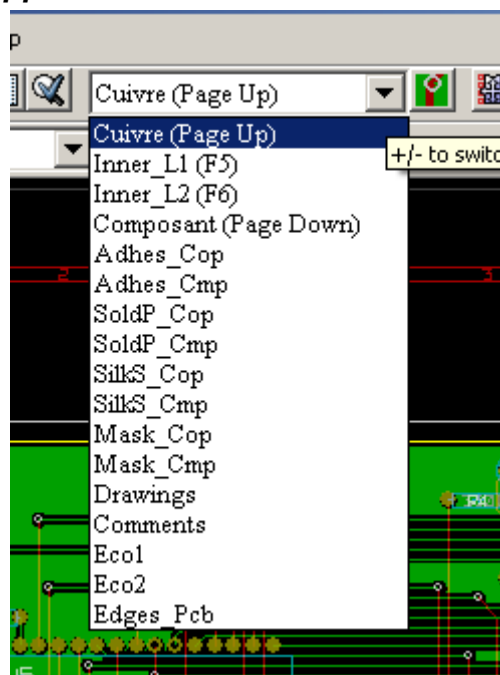 Cuivre (Page Up)
Cuivre (Page Up)
+/- to switc
Inner_L1 (F5)
Inner_L2 (F6)
Composant (Page Down)
Adhes_Cop
Adhes_Cmp
SoldP_Cop
SoldP_Cmp
SilkS_Cop
SilkS_Cmp
Mask_Cop
Mask_Cmp
Drawings
Comments
Eco1
Eco2
Edges_Pcb